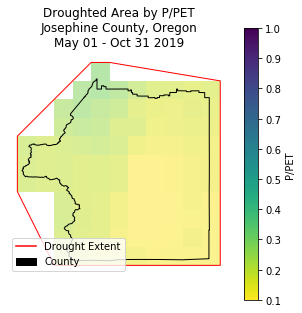 Droughted Area by P/PET
Josephine County, Oregon
May 01 - Oct 31 2019
1.0
0.9
0.8
0.7
0.6
0.5
0.4
0.3
0.2
0.1
P/PET
Drought Extent
County